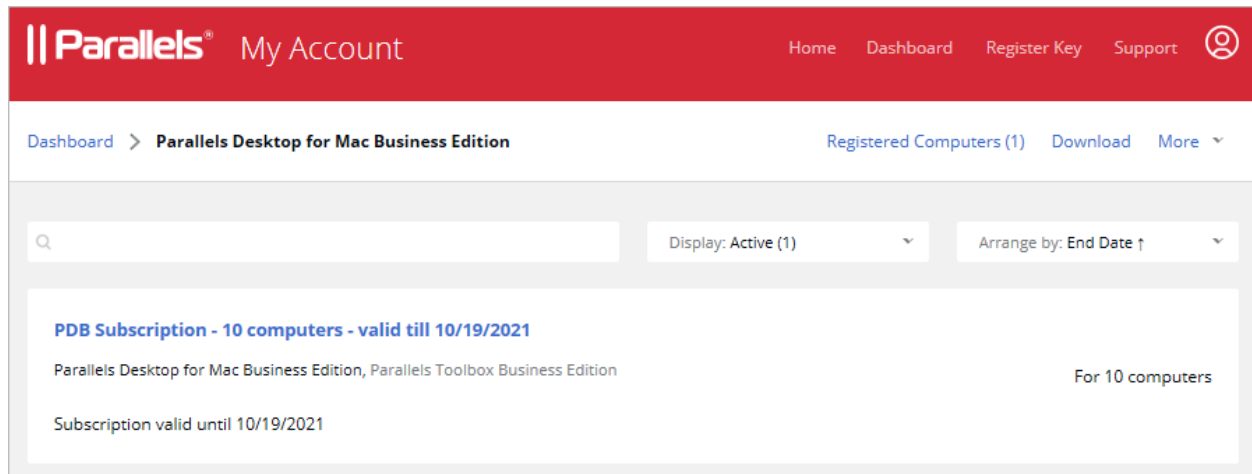 || Parallels® My Account Home Dashboard Register Key Support
Dashboard > Parallels Desktop for Mac Business Edition Registered Computers (1) Download More
Display: Active (1) Arrange by: End Date ↑
PDB Subscription - 10 computers - valid till 10/19/2021
Parallels Desktop for Mac Business Edition, Parallels Toolbox Business Edition
For 10 computers
Subscription valid until 10/19/2021